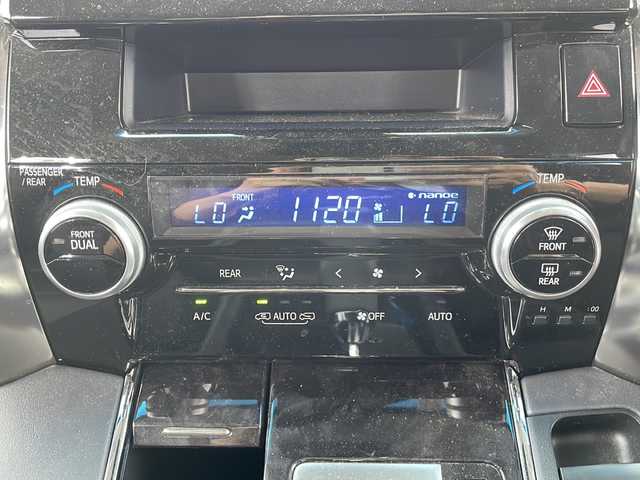 PASSENGER
/ REAR
TEMP
TEMP
FRONT
nanoe
LO
1120
LO
FRONT
DUAL
FRONT
REAR
REAR
A/C
AUTO
OFF
AUTO
H M :00